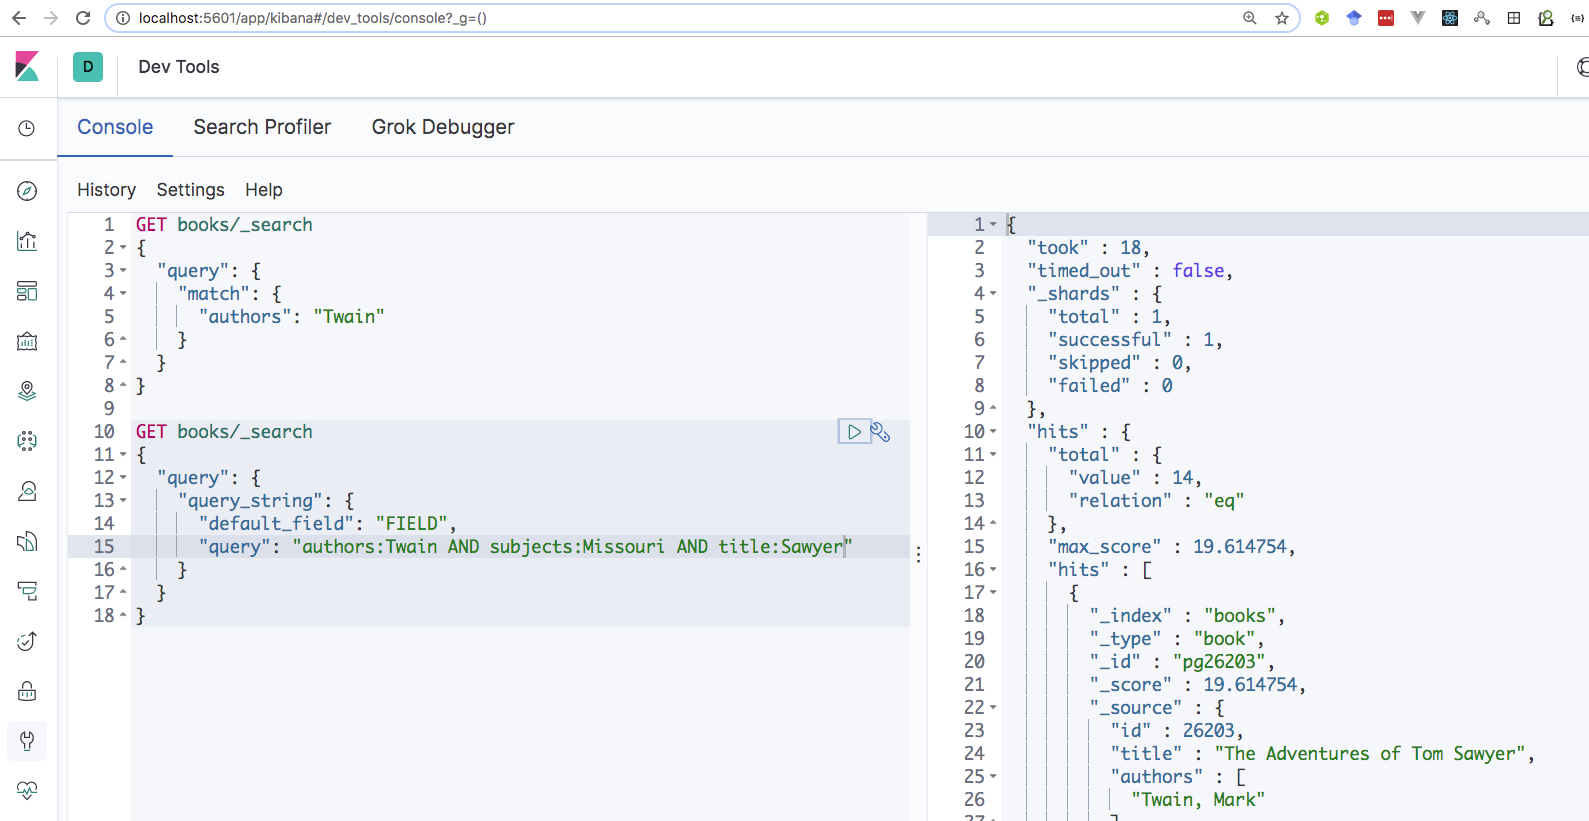 localhost:5601/app/kibana#/dev_tools/console?_g=()
D Dev Tools
Console Search Profiler Grok Debugger
History Settings Help
1 GET books/_search
2 {
3 "query": {
4 "match": {
5 "authors": "Twain"
6 }
7 }
8 }
9
10 GET books/_search
11 {
12 "query": {
13 "query_string": {
14 "default_field": "FIELD",
15 "query": "authors:Twain AND subjects:Missouri AND title:Sawyer"
16 }
17 }
18 }
1 {
2 "took" : 18,
3 "timed_out" : false,
4 "_shards" : {
5 "total" : 1,
6 "successful" : 1,
7 "skipped" : 0,
8 "failed" : 0
9 },
10 "hits" : {
11 "total" : {
12 "value" : 14,
13 "relation" : "eq"
14 },
15 "max_score" : 19.614754,
16 "hits" : [
17 {
18 "_index" : "books",
19 "_type" : "book",
20 "_id" : "pg26203",
21 "_score" : 19.614754,
22 "_source" : {
23 "id" : 26203,
24 "title" : "The Adventures of Tom Sawyer",
25 "authors" : [
26 "Twain, Mark"
27 ]